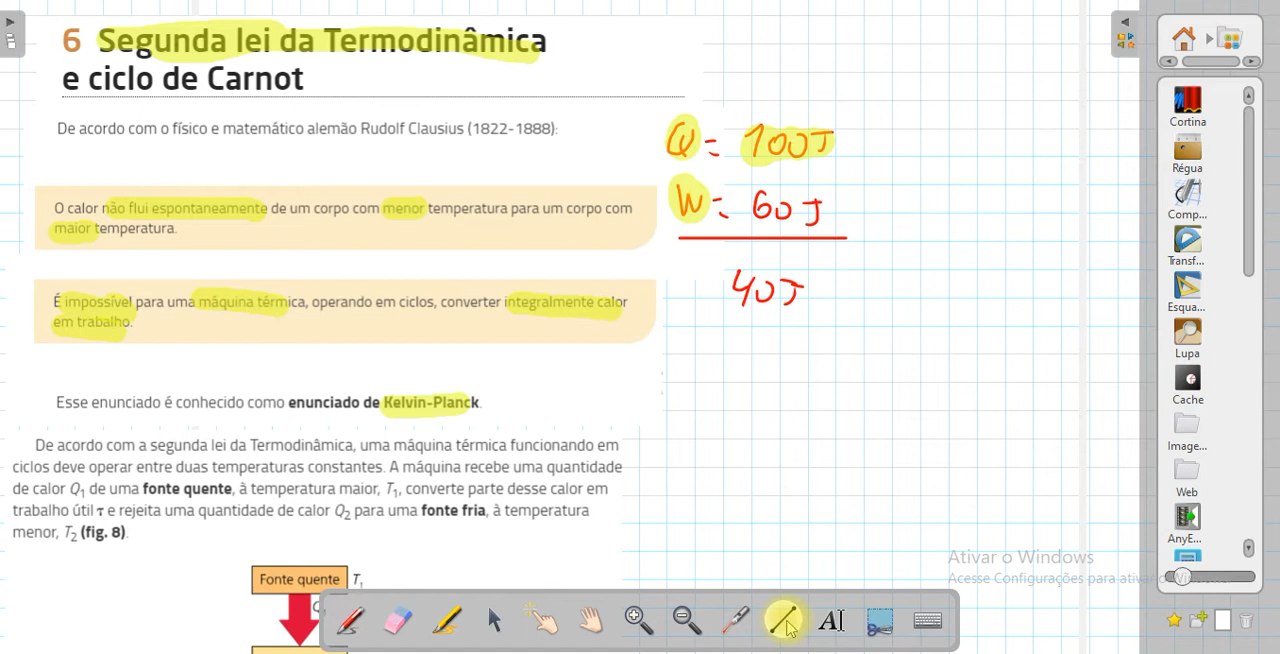 6 Segunda lei da Termodinâmica
e ciclo de Carnot
De acordo com o físico e matemático alemão Rudolf Clausius (1822-1888):
O calor não flui espontaneamente de um corpo com menor temperatura para um corpo com
maior temperatura.
É impossível para uma máquina térmica, operando em ciclos, converter integralmente calor
em trabalho.
Esse enunciado é conhecido como enunciado de Kelvin-Planck.
De acordo com a segunda lei da Termodinâmica, uma máquina térmica funcionando em
ciclos deve operar entre duas temperaturas constantes. A máquina recebe uma quantidade
de calor Q1 de uma fonte quente, à temperatura maior, T1, converte parte desse calor em
trabalho útil τ e rejeita uma quantidade de calor Q2 para uma fonte fria, à temperatura
menor, T2 (fig. 8).
Fonte quente T1
Q
Q = 100J
W = 60J
40J
Cortina
Régua
Comp...
Transf...
Esqua...
Lupa
Cache
Image...
Web
AnyE...
Ativar o Windows
Acesse Configurações para ativar o Windows.
AI